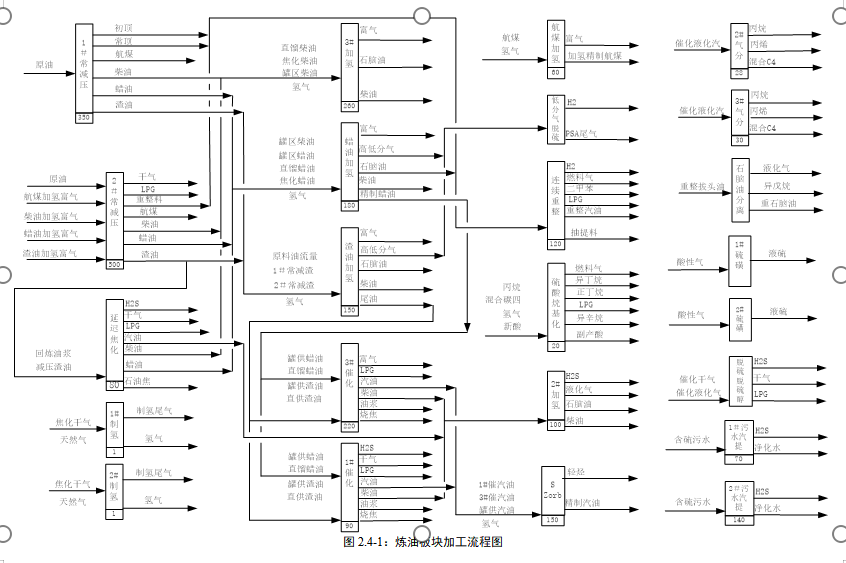 原油
1#常减压
350
初顶
常顶
航煤
柴油
蜡油
渣油
原油
航煤加氢富气
柴油加氢富气
蜡油加氢富气
渣油加氢富气
2#常减压
500
干气
LPG
重整料
航煤
柴油
蜡油
渣油
回炼油浆
减压渣油
延迟焦化
H2S
干气
LPG
汽油
柴油
蜡油
石油焦
焦化干气
天然气
1#制氢
1
制氢尾气
氢气
焦化干气
天然气
2#制氢
1
制氢尾气
氢气
直馏柴油
焦化柴油
罐区柴油
氢气
3#加氢
260
富气
石脑油
柴油
罐区柴油
罐区蜡油
直馏蜡油
焦化蜡油
氢气
蜡油加氢
180
富气
高低分气
石脑油
柴油
精制蜡油
原料油流量
1#常减渣
2#常减渣
氢气
渣油加氢
150
富气
高低分气
石脑油
柴油
尾油
罐供蜡油
直馏蜡油
罐供渣油
直供渣油
3#催化
220
富气
LPG
汽油
柴油
油浆
烧焦
罐供蜡油
直馏蜡油
罐供渣油
直供渣油
1#催化
90
H2S
干气
LPG
汽油
柴油
油浆
烧焦
航煤
氢气
航煤加氢
60
富气
加氢精制航煤
低分气脱硫
H2
PSA尾气
连续重整
120
H2
燃料气
二甲苯
LPG
重整汽油
抽提料
丙烷
混合碳四
氢气
新酸
硫酸烷基化
20
燃料气
异丁烷
正丁烷
LPG
异辛烷
副产酸
2#加氢
100
H2S
液化气
石脑油
柴油
1#催汽油
3#催汽油
罐供汽油
氢气
S Zorb
150
轻烃
精制汽油
催化液化汽
2#气分
28
丙烷
丙烯
混合C4
催化液化汽
3#气分
30
丙烷
丙烯
混合C4
重整拔头油
石脑油分离
液化气
异戊烷
重石脑油
酸性气
1#硫磺
液硫
酸性气
2#硫磺
液硫
催化干气
催化液化气
脱硫脱硫醇
H2S
干气
LPG
含硫污水
1#污水汽提
70
H2S
净化水
含硫污水
2#污水汽提
140
H2S
净化水
图 2.4-1：炼油板块加工流程图